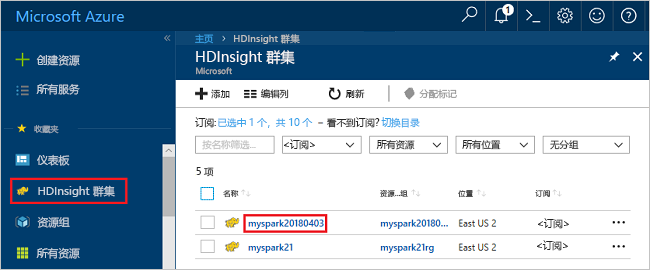 Microsoft Azure
1
主页 > HDInsight 群集
HDInsight 群集
Microsoft
创建资源
所有服务
收藏夹
仪表板
HDInsight 群集
资源组
所有资源
添加 编辑列 刷新 分配标记
订阅:已选中 1 个，共 10 个 – 看不到订阅? 切换目录
按名称筛选... <订阅> 所有资源 所有位置 无分组
5 项
名称 资源...组 位置 订阅
myspark20180403 myspark20180... East US 2 <订阅>
myspark21 myspark21rg East US 2 <订阅>